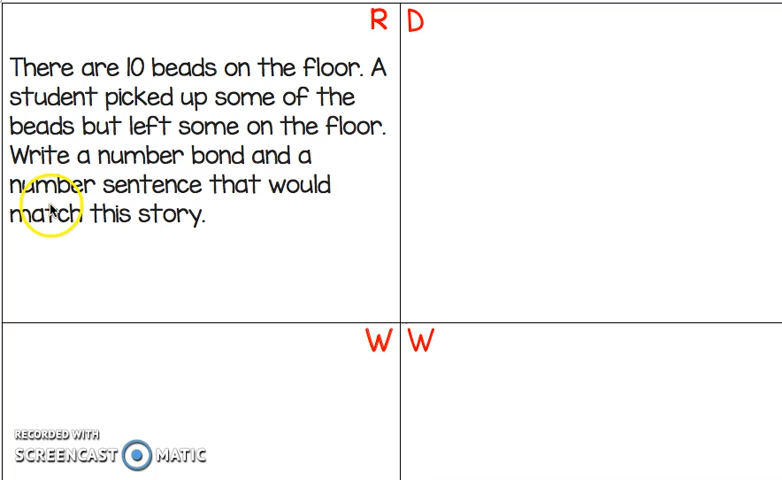 R D
There are 10 beads on the floor. A
student picked up some of the
beads but left some on the floor.
Write a number bond and a
number sentence that would
match this story.
W W
RECORDED WITH
SCREENCAST MATIC